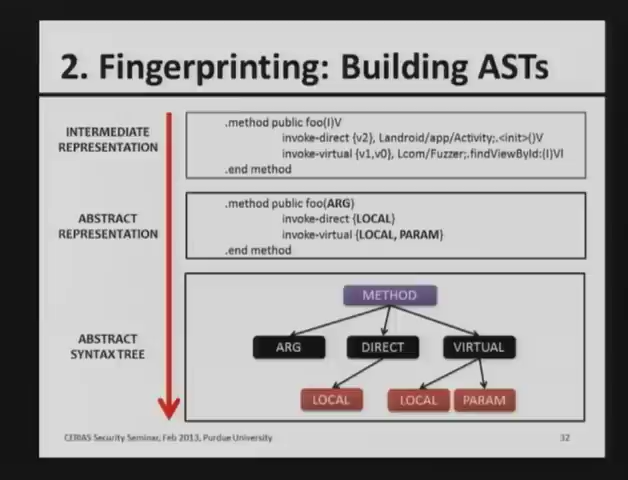 2. Fingerprinting: Building ASTs
INTERMEDIATE
REPRESENTATION
.method public foo(I)V
invoke-direct {v2}, Landroid/app/Activity;.<init>()V
invoke-virtual {v1,v0}, Lcom/Fuzzer;.findViewById:(I)VI
.end method
ABSTRACT
REPRESENTATION
.method public foo(ARG)
invoke-direct {LOCAL}
invoke-virtual {LOCAL, PARAM}
.end method
ABSTRACT
SYNTAX TREE
METHOD
ARG
DIRECT
VIRTUAL
LOCAL
LOCAL
PARAM
CERIAS Security Seminar, Feb 2013, Purdue University
32